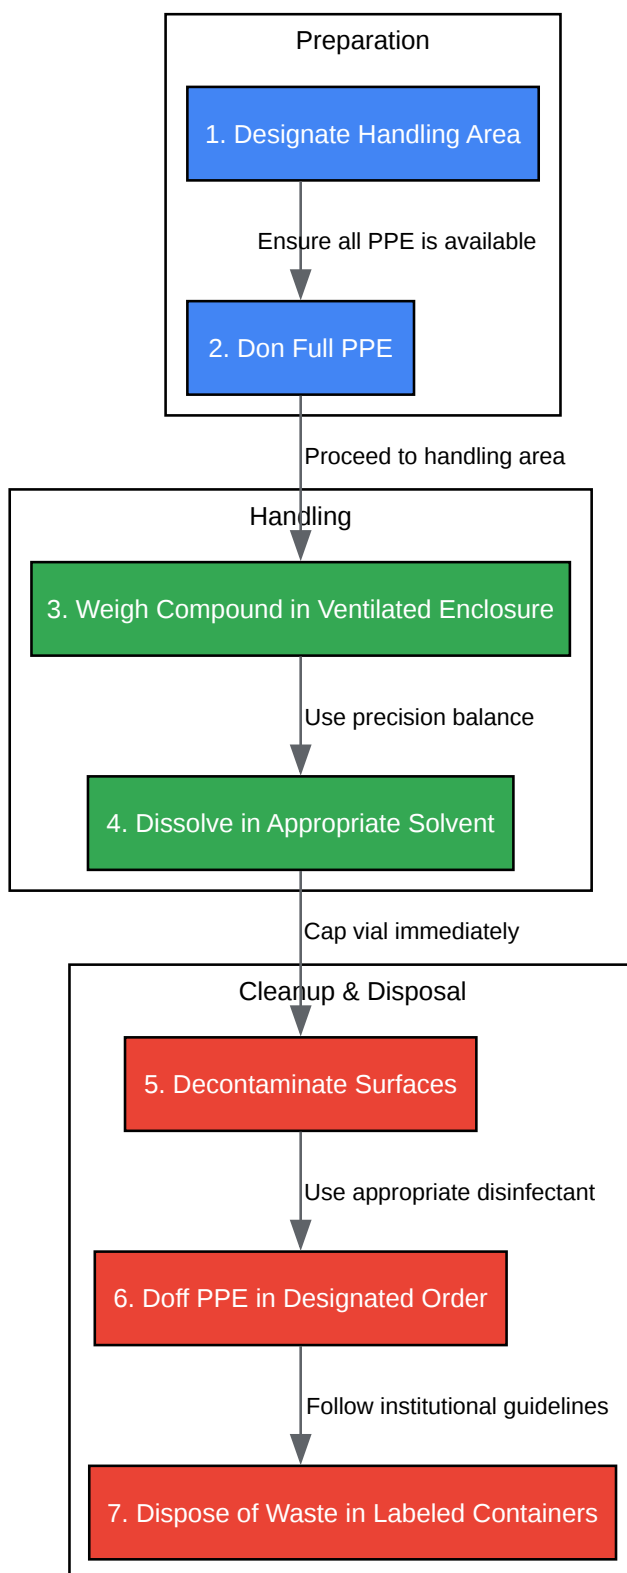 Preparation
1. Designate Handling Area
Ensure all PPE is available
2. Don Full PPE
Proceed to handling area
Handling
3. Weigh Compound in Ventilated Enclosure
Use precision balance
4. Dissolve in Appropriate Solvent
Cap vial immediately
Cleanup & Disposal
5. Decontaminate Surfaces
Use appropriate disinfectant
6. Doff PPE in Designated Order
Follow institutional guidelines
7. Dispose of Waste in Labeled Containers